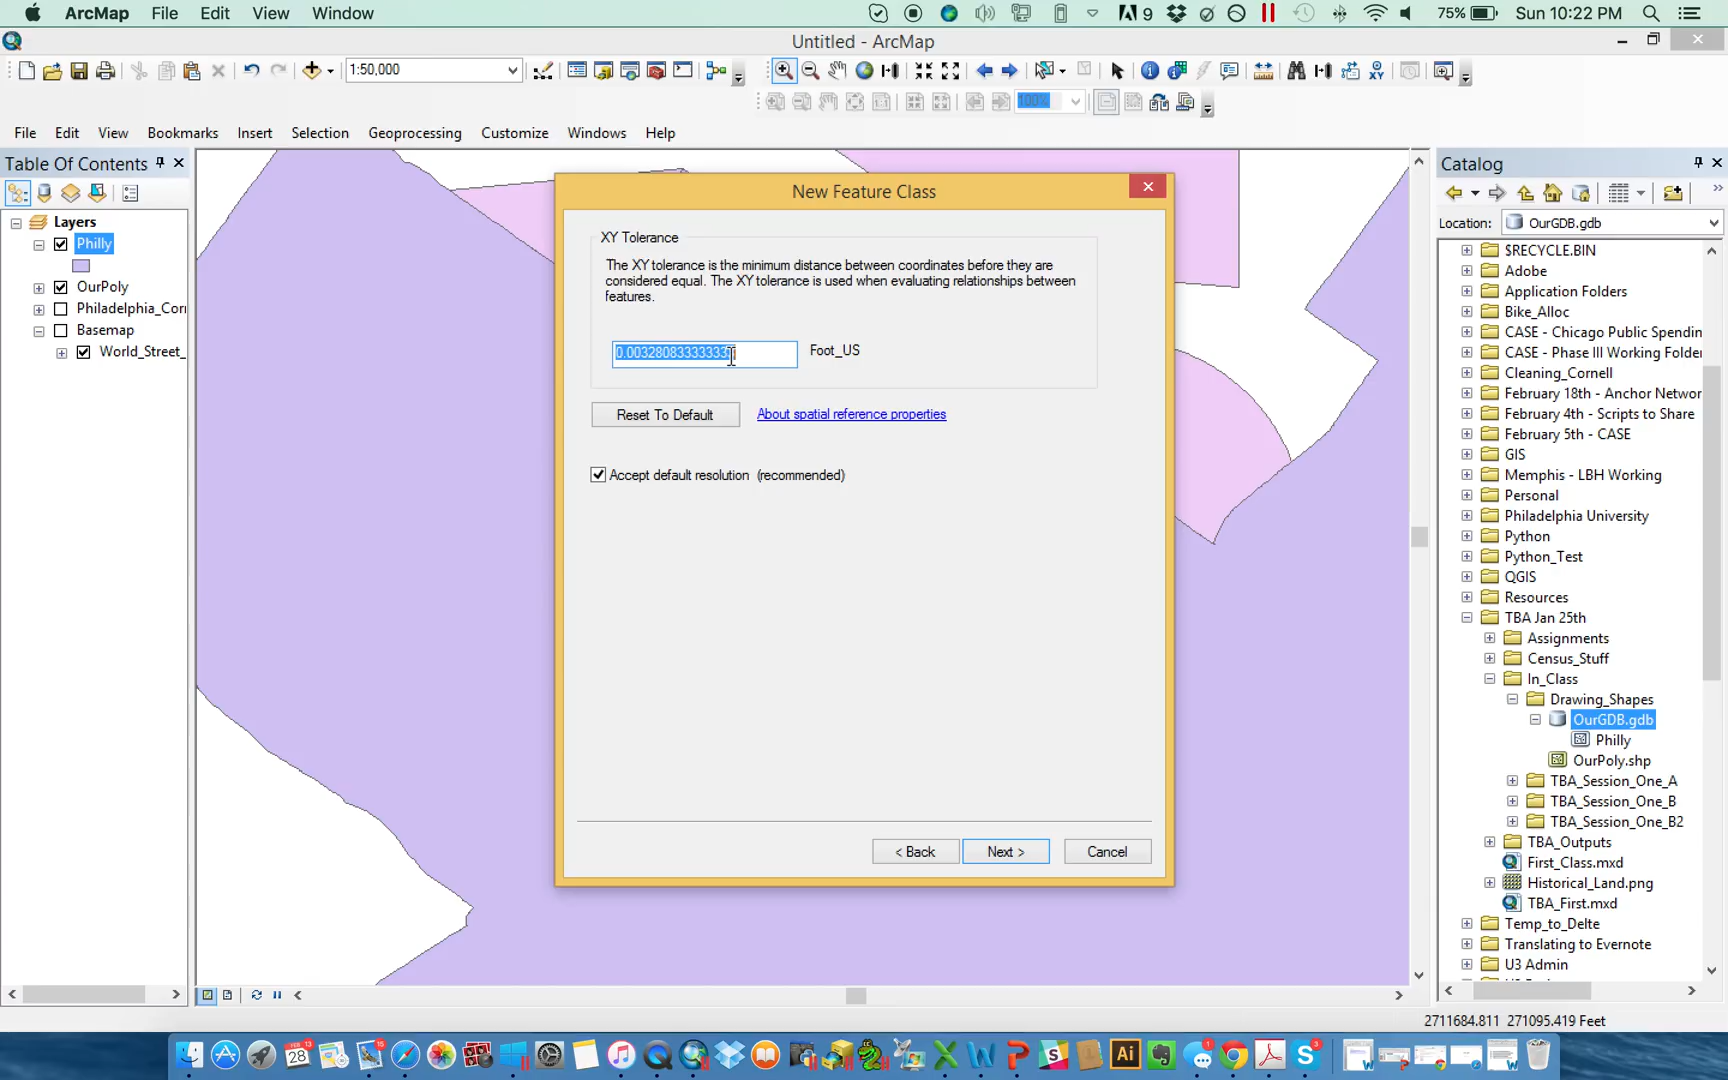 ArcMap File Edit View Window
9
75%
Sun 10:22 PM
Untitled - ArcMap
1:50,000
100%
File Edit View Bookmarks Insert Selection Geoprocessing Customize Windows Help
Table Of Contents
Layers
Philly
OurPoly
Philadelphia_Cor
Basemap
World_Street_
New Feature Class
XY Tolerance
The XY tolerance is the minimum distance between coordinates before they are
considered equal. The XY tolerance is used when evaluating relationships between
features.
Foot_US
Reset To Default
About spatial reference properties
Accept default resolution (recommended)
< Back
Next >
Cancel
Catalog
Location: OurGDB.gdb
$RECYCLE.BIN
Adobe
Application Folders
Bike_Alloc
CASE - Chicago Public Spendin
CASE - Phase III Working Folder
Cleaning_Cornell
February 18th - Anchor Networ
February 4th - Scripts to Share
February 5th - CASE
GIS
Memphis - LBH Working
Personal
Philadelphia University
Python
Python_Test
QGIS
Resources
TBA Jan 25th
Assignments
Census_Stuff
In_Class
Drawing_Shapes
OurGDB.gdb
Philly
OurPoly.shp
TBA_Session_One_A
TBA_Session_One_B
TBA_Session_One_B2
TBA_Outputs
First_Class.mxd
Historical_Land.png
TBA_First.mxd
Temp_to_Delte
Translating to Evernote
U3 Admin
2711684.811 271095.419 Feet